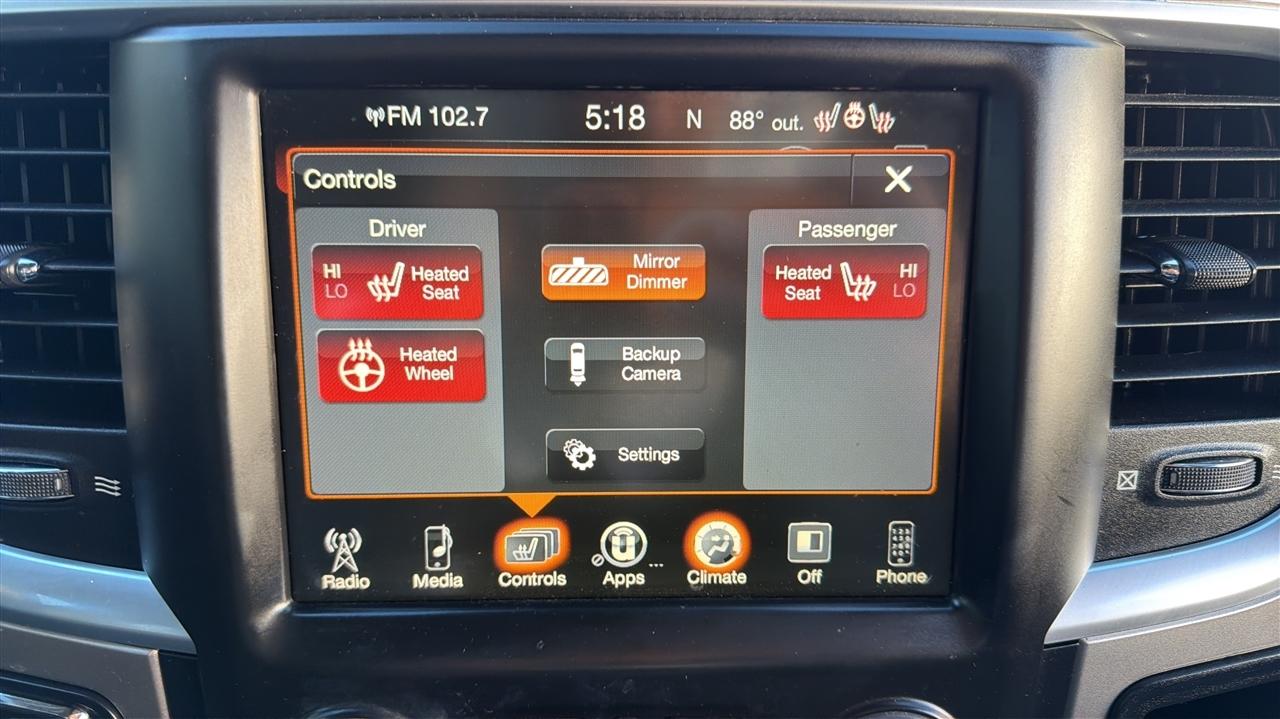 FM 102.7
5:18
N
88° out.
Controls
Driver
HI
LO
Heated
Seat
Heated
Wheel
Mirror
Dimmer
Backup
Camera
Settings
Passenger
Heated
Seat
HI
LO
Radio
Media
Controls
Apps
Climate
Off
Phone